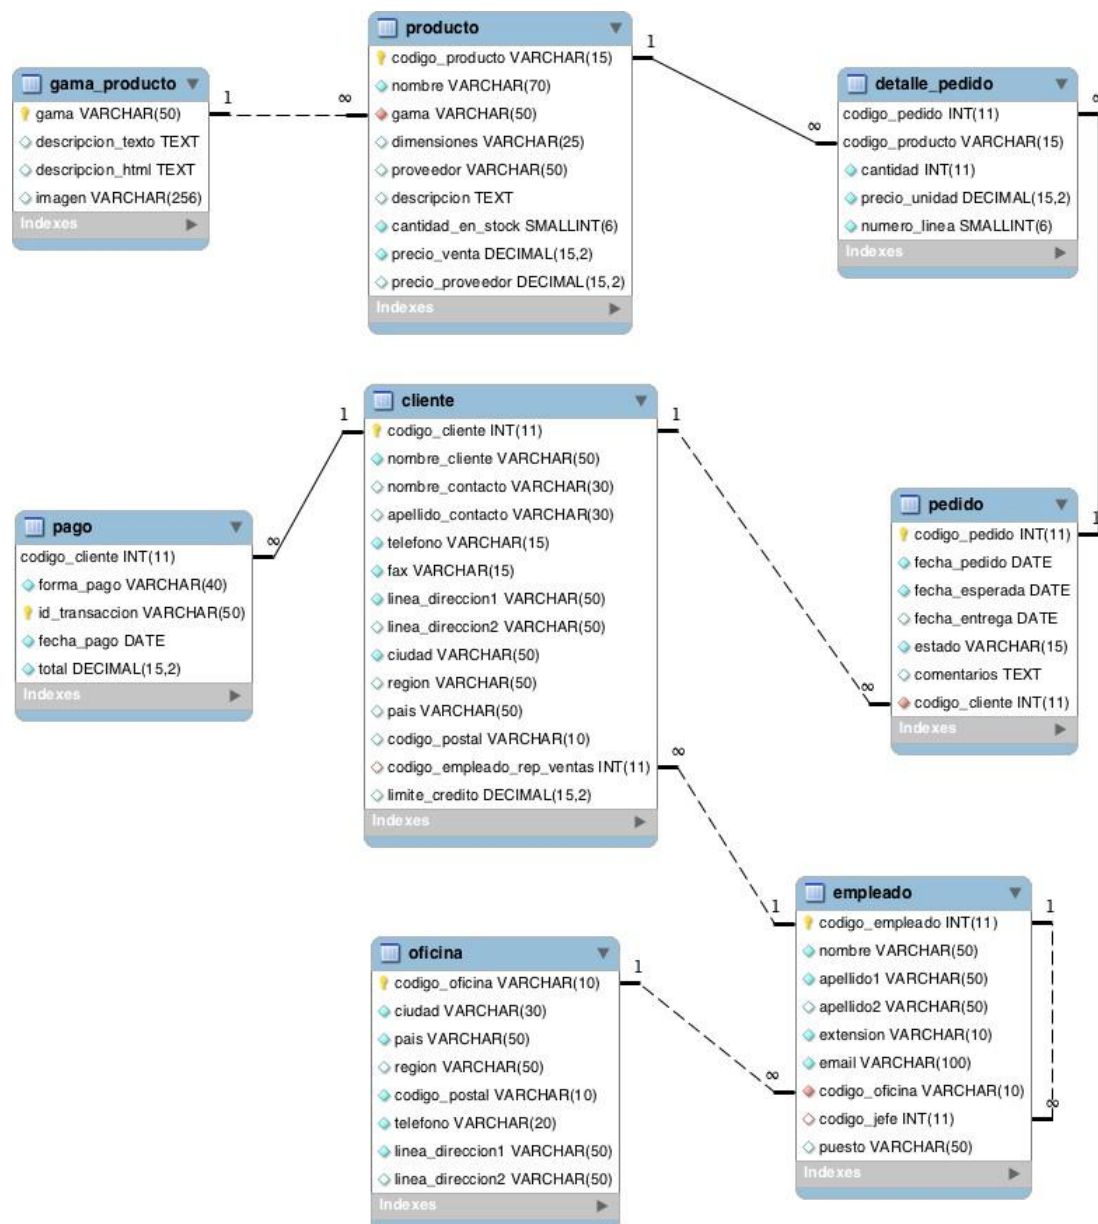 gama_producto
gama VARCHAR(50)
descripcion_texto TEXT
descripcion_html TEXT
imagen VARCHAR(256)
Indexes
1
∞
producto
codigo_producto VARCHAR(15)
nombre VARCHAR(70)
gama VARCHAR(50)
dimensiones VARCHAR(25)
proveedor VARCHAR(50)
descripcion TEXT
cantidad_en_stock SMALLINT(6)
precio_venta DECIMAL(15,2)
precio_proveedor DECIMAL(15,2)
Indexes
1
∞
detalle_pedido
codigo_pedido INT(11)
codigo_producto VARCHAR(15)
cantidad INT(11)
precio_unidad DECIMAL(15,2)
numero_linea SMALLINT(6)
Indexes
∞
1
pago
codigo_cliente INT(11)
forma_pago VARCHAR(40)
id_transaccion VARCHAR(50)
fecha_pago DATE
total DECIMAL(15,2)
Indexes
∞
1
cliente
codigo_cliente INT(11)
nombre_cliente VARCHAR(50)
nombre_contacto VARCHAR(30)
apellido_contacto VARCHAR(30)
telefono VARCHAR(15)
fax VARCHAR(15)
linea_direccion1 VARCHAR(50)
linea_direccion2 VARCHAR(50)
ciudad VARCHAR(50)
region VARCHAR(50)
pais VARCHAR(50)
codigo_postal VARCHAR(10)
codigo_empleado_rep_ventas INT(11)
limite_credito DECIMAL(15,2)
Indexes
1
∞
pedido
codigo_pedido INT(11)
fecha_pedido DATE
fecha_esperada DATE
fecha_entrega DATE
estado VARCHAR(15)
comentarios TEXT
codigo_cliente INT(11)
Indexes
∞
1
oficina
codigo_oficina VARCHAR(10)
ciudad VARCHAR(30)
pais VARCHAR(50)
region VARCHAR(50)
codigo_postal VARCHAR(10)
telefono VARCHAR(20)
linea_direccion1 VARCHAR(50)
linea_direccion2 VARCHAR(50)
Indexes
1
∞
empleado
codigo_empleado INT(11)
nombre VARCHAR(50)
apellido1 VARCHAR(50)
apellido2 VARCHAR(50)
extension VARCHAR(10)
email VARCHAR(100)
codigo_oficina VARCHAR(10)
codigo_jefe INT(11)
puesto VARCHAR(50)
Indexes
1
∞